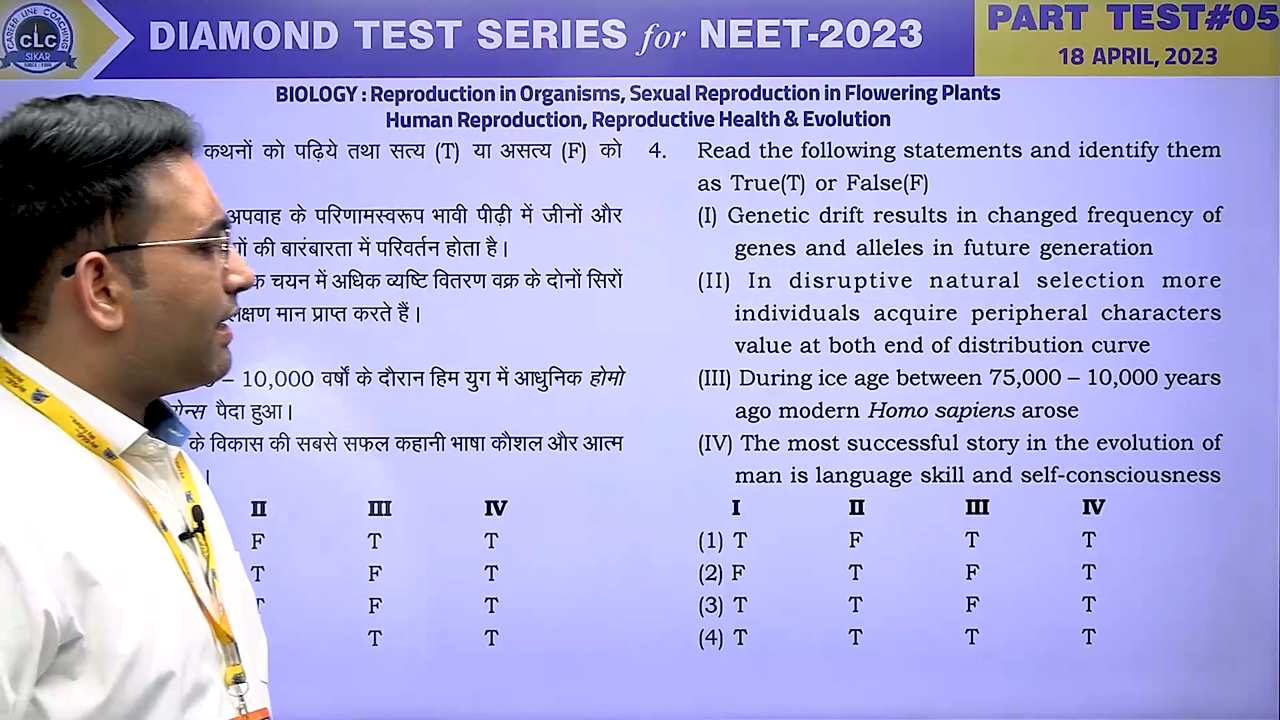 CAREER LINE COACHING
CLC
SIKAR
DIAMOND TEST SERIES for NEET-2023
PART TEST#05
18 APRIL, 2023
BIOLOGY : Reproduction in Organisms, Sexual Reproduction in Flowering Plants
Human Reproduction, Reproductive Health & Evolution
कथनों को पढ़िये तथा सत्य (T) या असत्य (F) को
अपवाह के परिणामस्वरूप भावी पीढ़ी में जीनों और
की बारंबारता में परिवर्तन होता है।
चयन में अधिक व्यष्टि वितरण वक्र के दोनों सिरों
मान प्राप्त करते हैं।
– 10,000 वर्षों के दौरान हिम युग में आधुनिक होमो
पैदा हुआ।
के विकास की सबसे सफल कहानी भाषा कौशल और आत्म
II III IV
F T T
T F T
T F T
T T
4. Read the following statements and identify them
as True(T) or False(F)
(I) Genetic drift results in changed frequency of
genes and alleles in future generation
(II) In disruptive natural selection more
individuals acquire peripheral characters
value at both end of distribution curve
(III) During ice age between 75,000 – 10,000 years
ago modern Homo sapiens arose
(IV) The most successful story in the evolution of
man is language skill and self-consciousness
I II III IV
(1) T F T T
(2) F T F T
(3) T T F T
(4) T T T T